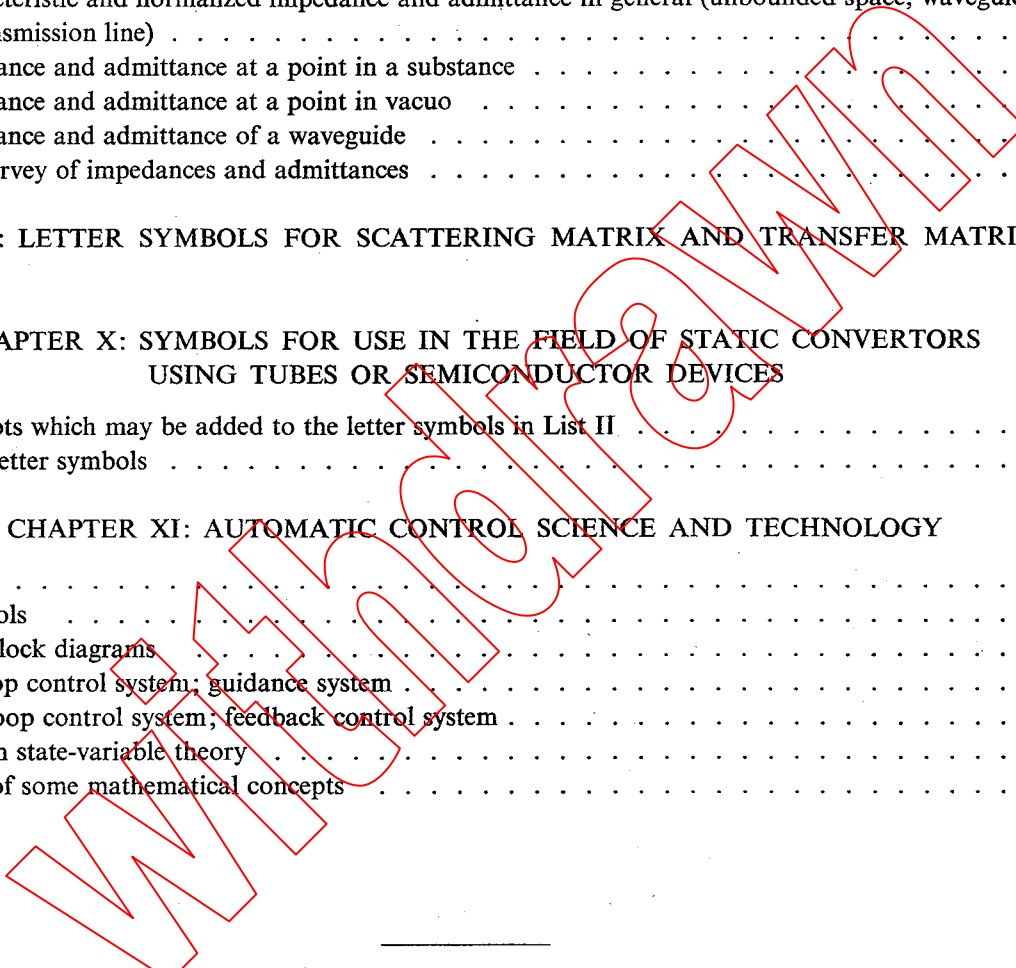 cteristic and normalized impedance and admittance in general (unbounded space, wavegui
nsmission line) . . . . . . . . . . . . . . . . . . . . . . . . . . . . . . . . .
ance and admittance at a point in a substance . . . . . . . . . . . . . . . . . . .
ance and admittance at a point in vacuo . . . . . . . . . . . . . . . . . . . . .
ance and admittance of a waveguide . . . . . . . . . . . . . . . . . . . . . . .
rvey of impedances and admittances . . . . . . . . . . . . . . . . . . . . . . .
: LETTER SYMBOLS FOR SCATTERING MATRIX AND TRANSFER MATRI
APTER X: SYMBOLS FOR USE IN THE FIELD OF STATIC CONVERTORS
USING TUBES OR SEMICONDUCTOR DEVICES
pts which may be added to the letter symbols in List II . . . . . . . . . . . . . . .
etter symbols . . . . . . . . . . . . . . . . . . . . . . . . . . . . . . . . .
CHAPTER XI: AUTOMATIC CONTROL SCIENCE AND TECHNOLOGY
. . . . . . . . . . . . . . . . . . . . . . . . . . . . . . . . . . . . . .
ols . . . . . . . . . . . . . . . . . . . . . . . . . . . . . . . . . . . . .
lock diagrams . . . . . . . . . . . . . . . . . . . . . . . . . . . . . . . .
op control system; guidance system . . . . . . . . . . . . . . . . . . . . . . . .
oop control system; feedback control system . . . . . . . . . . . . . . . . . . . .
n state-variable theory . . . . . . . . . . . . . . . . . . . . . . . . . . . . .
of some mathematical concepts . . . . . . . . . . . . . . . . . . . . . . . . .
withdrawn